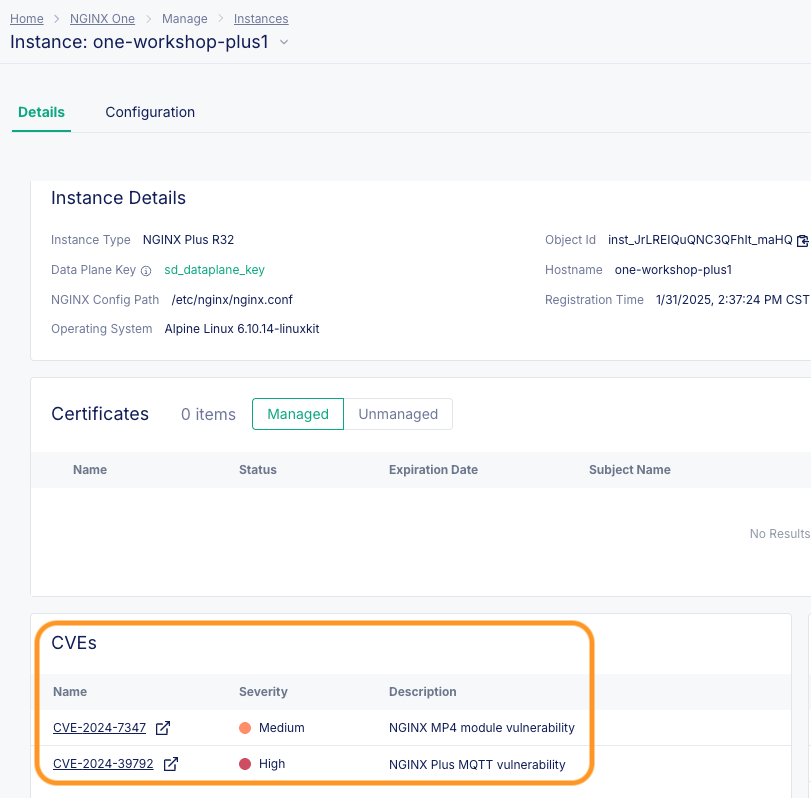 Home > NGINX One > Manage > Instances
Instance: one-workshop-plus1
Details Configuration
Instance Details
Instance Type NGINX Plus R32 Object Id inst_JrLREIQuQNC3QFhIt_maHQ
Data Plane Key sd_dataplane_key Hostname one-workshop-plus1
NGINX Config Path /etc/nginx/nginx.conf Registration Time 1/31/2025, 2:37:24 PM CST
Operating System Alpine Linux 6.10.14-linuxkit
Certificates 0 items Managed Unmanaged
Name Status Expiration Date Subject Name
No Results
CVEs
Name Severity Description
CVE-2024-7347 Medium NGINX MP4 module vulnerability
CVE-2024-39792 High NGINX Plus MQTT vulnerability